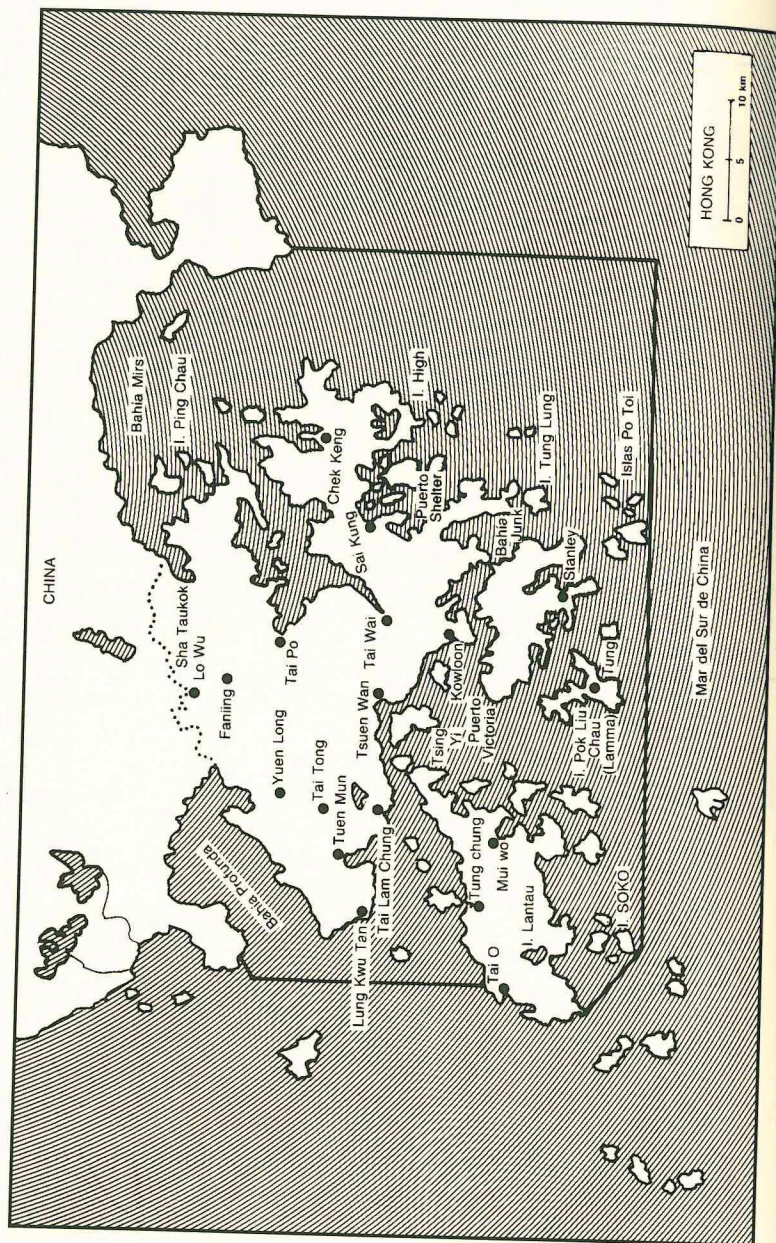 CHINA
Bahia Mirs
I. Ping Chau
Sha Taukok
Lo Wu
Fanling
Bahia Profunda
Yuen Long
Tai Po
Tai Tong
Tuen Mun
Chek Keng
Sai Kung
I. High
Puerto
Shelter
Tai Wai
Tsuen Wan
Lung Kwu Tan
Tai Lam Chung
Tsing
Yi
Kowloon
Puerto
Victoria
Bahia
Junk
I. Tung Lung
Tung chung
Mui wo
Tai O
I. Lantau
Stanley
Islas Po Toi
I. Pok Liu
Chau
(Lamma)
Tung
I. SOKO
Mar del Sur de China
HONG KONG
0 5 10 km